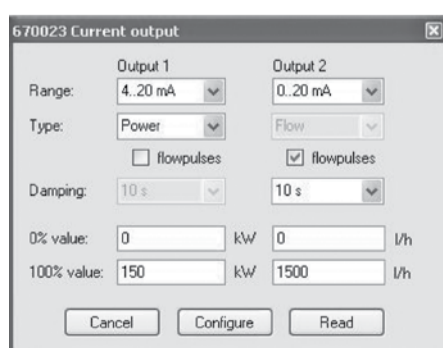 670023 Current output
Output 1 Output 2
Range: 4..20 mA 0..20 mA
Type: Power Flow
flowpulses flowpulses
Damping: 10 s 10 s
0% value: 0 kW 0 l/h
100% value: 150 kW 1500 l/h
Cancel Configure Read